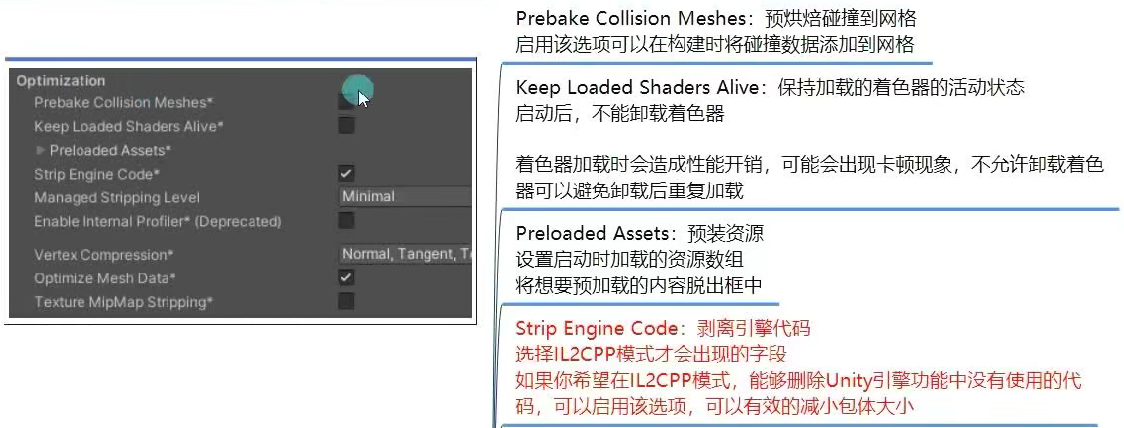 Optimization
Prebake Collision Meshes*
Keep Loaded Shaders Alive*
Preloaded Assets*
Strip Engine Code*
Managed Stripping Level
Minimal
Enable Internal Profiler* (Deprecated)
Vertex Compression*
Normal, Tangent, Te
Optimize Mesh Data*
Texture MipMap Stripping*
Prebake Collision Meshes：预烘焙碰撞到网格
启用该选项可以在构建时将碰撞数据添加到网格
Keep Loaded Shaders Alive：保持加载的着色器的活动状态
启动后，不能卸载着色器
着色器加载时会造成性能开销，可能会出现卡顿现象，不允许卸载着色
器可以避免卸载后重复加载
Preloaded Assets：预装资源
设置启动时加载的资源数组
将想要预加载的内容脱出框中
Strip Engine Code：剥离引擎代码
选择IL2CPP模式才会出现的字段
如果你希望在IL2CPP模式，能够删除Unity引擎功能中没有使用的代
码，可以启用该选项，可以有效的减小包体大小